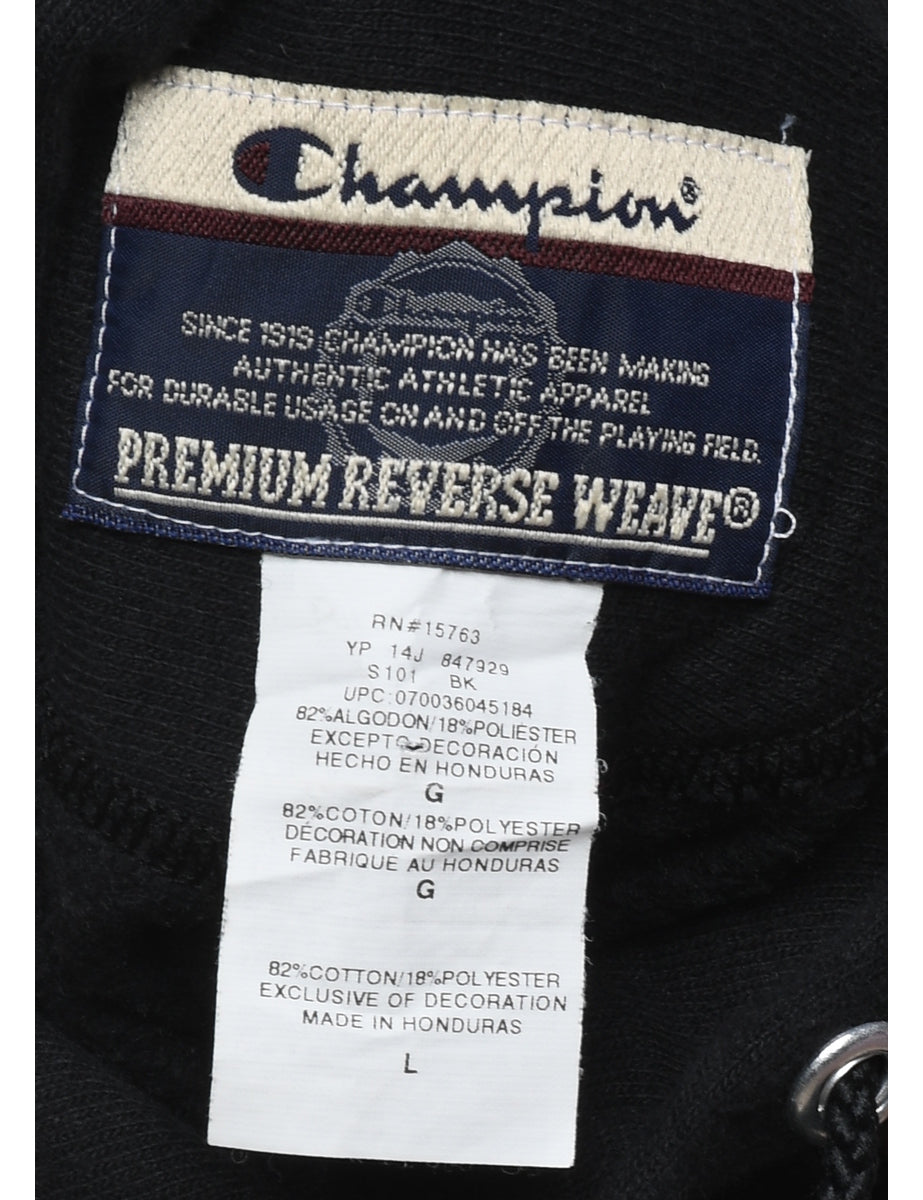 Champion®
Champion
SINCE 1919 CHAMPION HAS BEEN MAKING
AUTHENTIC ATHLETIC APPAREL
FOR DURABLE USAGE ON AND OFF THE PLAYING FIELD.
PREMIUM REVERSE WEAVE®
RN#15763
YP 14J 847929
S101 BK
UPC:070036045184
82%ALGODON/18%POLIÉSTER
EXCEPTO DECORACIÓN
HECHO EN HONDURAS
G
82%COTON/18%POLYESTER
DÉCORATION NON COMPRISE
FABRIQUE AU HONDURAS
G
82%COTTON/18%POLYESTER
EXCLUSIVE OF DECORATION
MADE IN HONDURAS
L